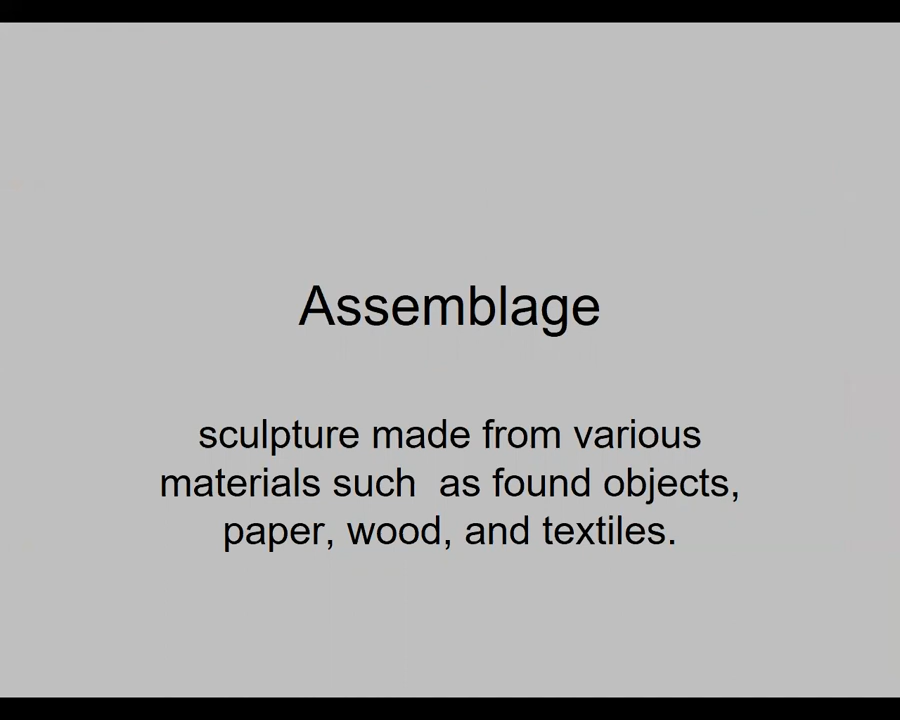 Assemblage
sculpture made from various
materials such  as found objects,
paper, wood, and textiles.